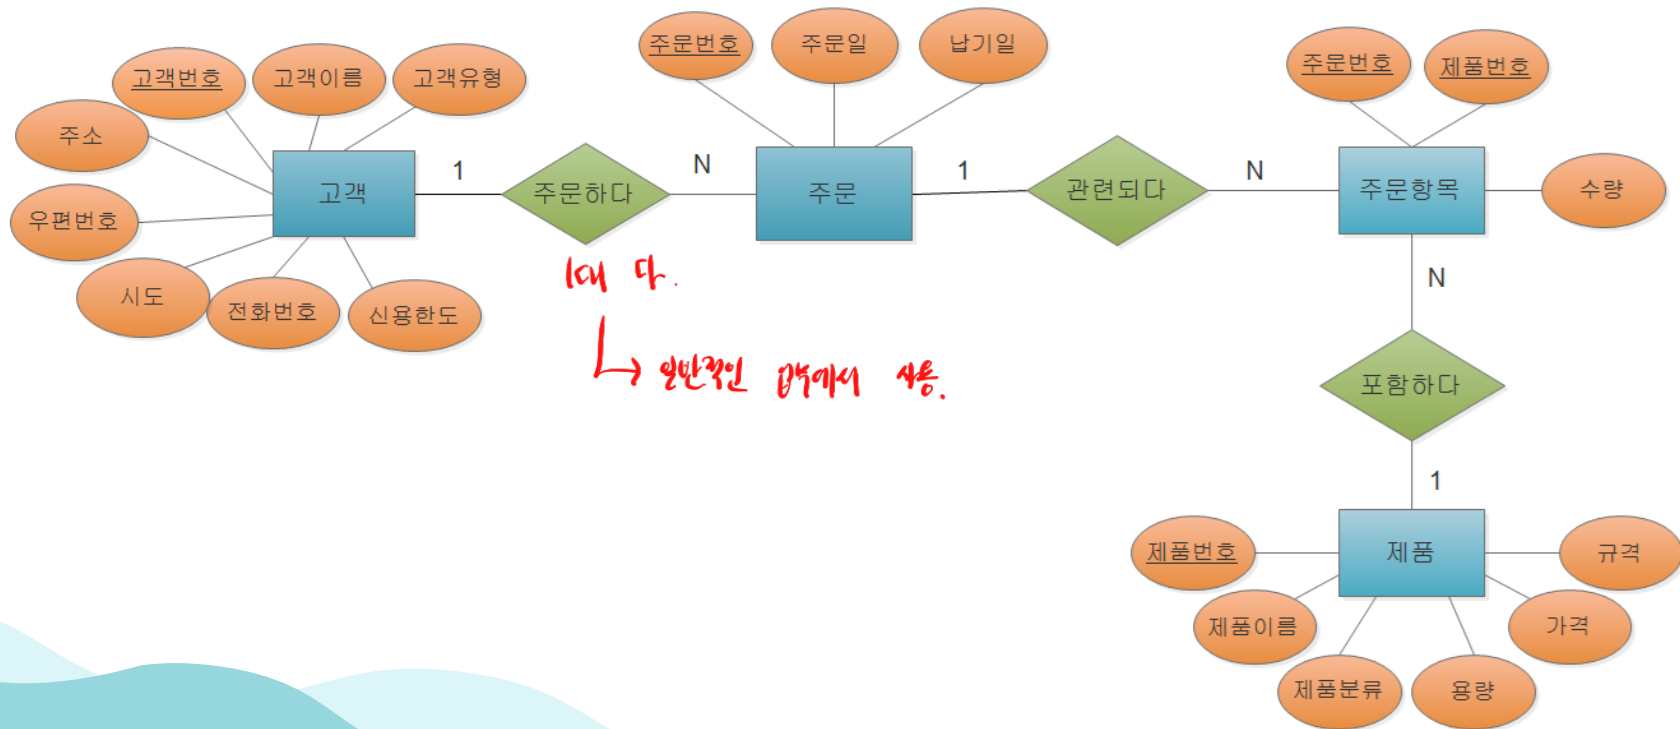 주문번호 주문일 납기일
고객번호 고객이름 고객유형
주문번호 제품번호
주소
고객 1 주문하다 N 주문 1 관련되다 N 주문항목 수량
우편번호
시도 전화번호 신용한도
1대 다.
일반적인 에서 사용.
N
포함하다
1
제품번호 제품 규격
제품이름 가격
제품분류 용량